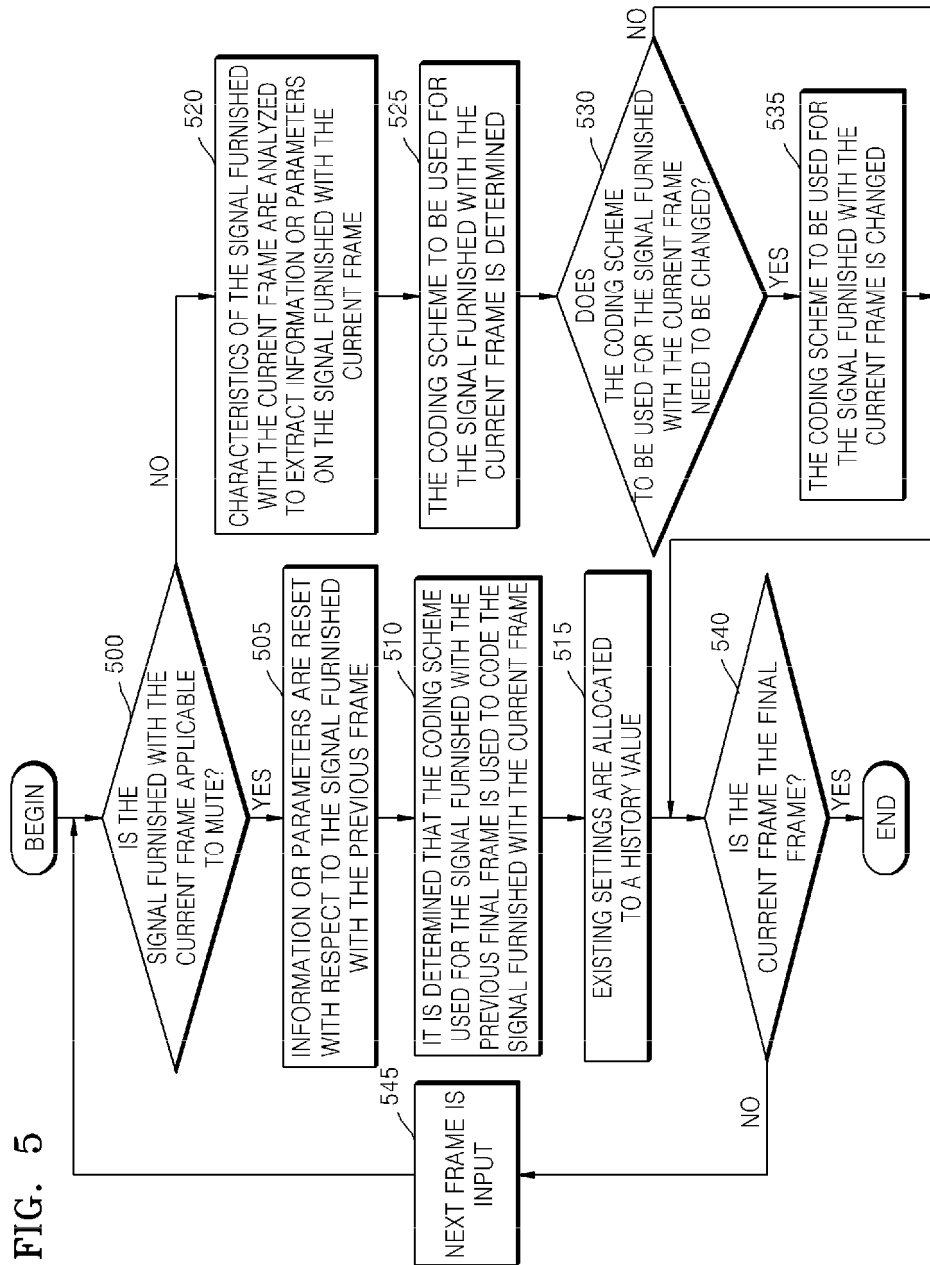 FIG. 5
BEGIN
500
IS THE
SIGNAL FURNISHED WITH THE
CURRENT FRAME APPLICABLE
TO MUTE?
NO
YES
505
INFORMATION OR PARAMETERS ARE RESET
WITH RESPECT TO THE SIGNAL FURNISHED
WITH THE PREVIOUS FRAME
510
IT IS DETERMINED THAT THE CODING SCHEME
USED FOR THE SIGNAL FURNISHED WITH THE
PREVIOUS FINAL FRAME IS USED TO CODE THE
SIGNAL FURNISHED WITH THE CURRENT FRAME
515
EXISTING SETTINGS ARE ALLOCATED
TO A HISTORY VALUE
520
CHARACTERISTICS OF THE SIGNAL FURNISHED
WITH THE CURRENT FRAME ARE ANALYZED
TO EXTRACT INFORMATION OR PARAMETERS
ON THE SIGNAL FURNISHED WITH THE
CURRENT FRAME
525
THE CODING SCHEME TO BE USED FOR
THE SIGNAL FURNISHED WITH THE
CURRENT FRAME IS DETERMINED
530
DOES
THE CODING SCHEME
TO BE USED FOR THE SIGNAL FURNISHED
WITH THE CURRENT FRAME
NEED TO BE CHANGED?
NO
YES
535
THE CODING SCHEME TO BE USED FOR
THE SIGNAL FURNISHED WITH THE
CURRENT FRAME IS CHANGED
540
IS THE
CURRENT FRAME THE FINAL
FRAME?
NO
YES
545
NEXT FRAME IS
INPUT
END